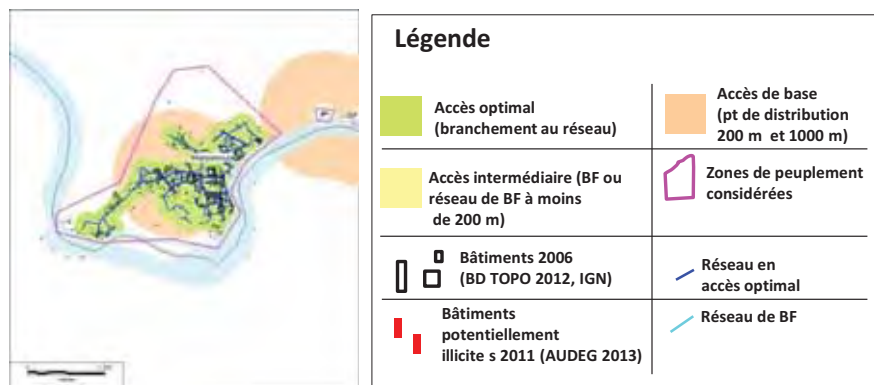 Légende
Accès optimal
(branchement au réseau)
Accès de base
(pt de distribution
200 m et 1000 m)
Accès intermédiaire (BF ou
réseau de BF à moins
de 200 m)
Zones de peuplement
considérées
Bâtiments 2006
(BD TOPO 2012, IGN)
Réseau en
accès optimal
Bâtiments
potentiellement
illicite s 2011 (AUDEG 2013)
Réseau de BF